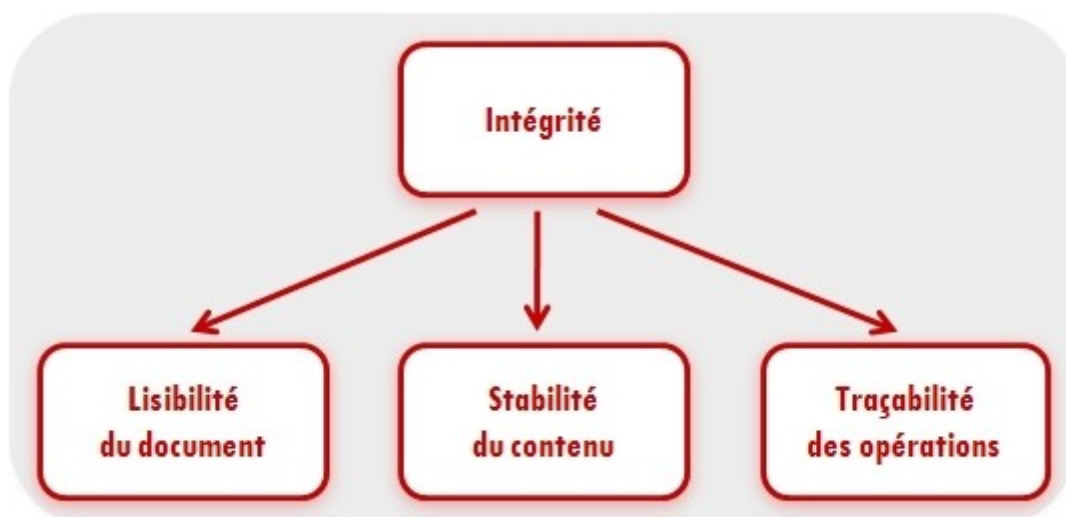 Intégrité
Lisibilité
du document
Stabilité
du contenu
Traçabilité
des opérations